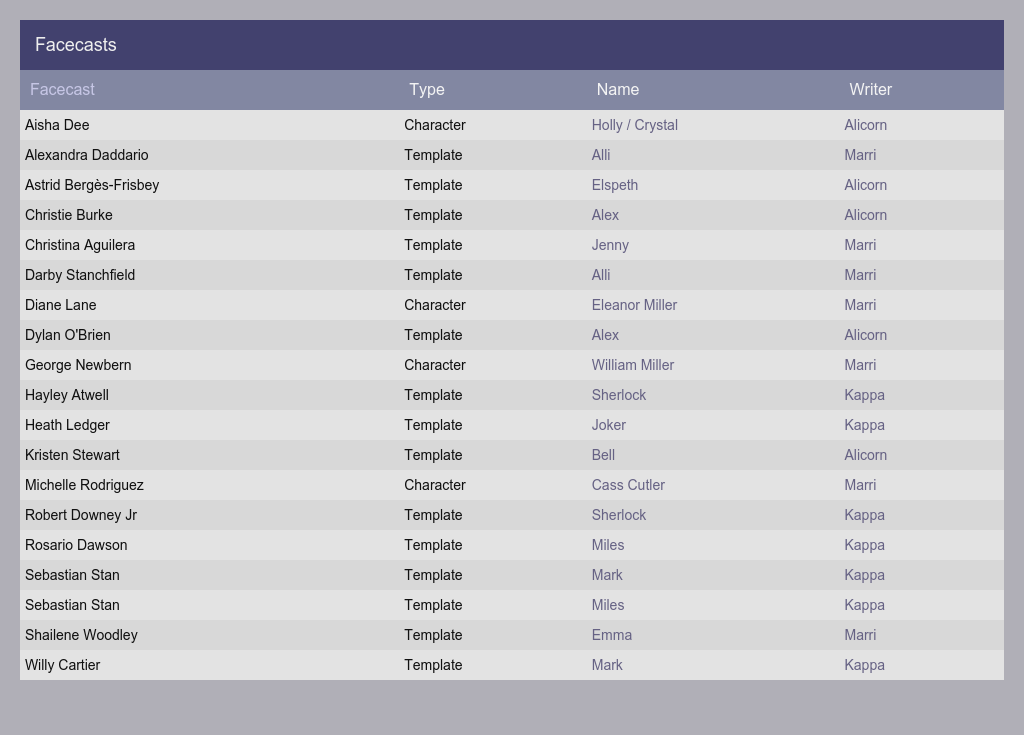 Facecasts
Facecast Type Name Writer
Aisha Dee Character Holly / Crystal Alicorn
Alexandra Daddario Template Alli Marri
Astrid Bergès-Frisbey Template Elspeth Alicorn
Christie Burke Template Alex Alicorn
Christina Aguilera Template Jenny Marri
Darby Stanchfield Template Alli Marri
Diane Lane Character Eleanor Miller Marri
Dylan O'Brien Template Alex Alicorn
George Newbern Character William Miller Marri
Hayley Atwell Template Sherlock Kappa
Heath Ledger Template Joker Kappa
Kristen Stewart Template Bell Alicorn
Michelle Rodriguez Character Cass Cutler Marri
Robert Downey Jr Template Sherlock Kappa
Rosario Dawson Template Miles Kappa
Sebastian Stan Template Mark Kappa
Sebastian Stan Template Miles Kappa
Shailene Woodley Template Emma Marri
Willy Cartier Template Mark Kappa